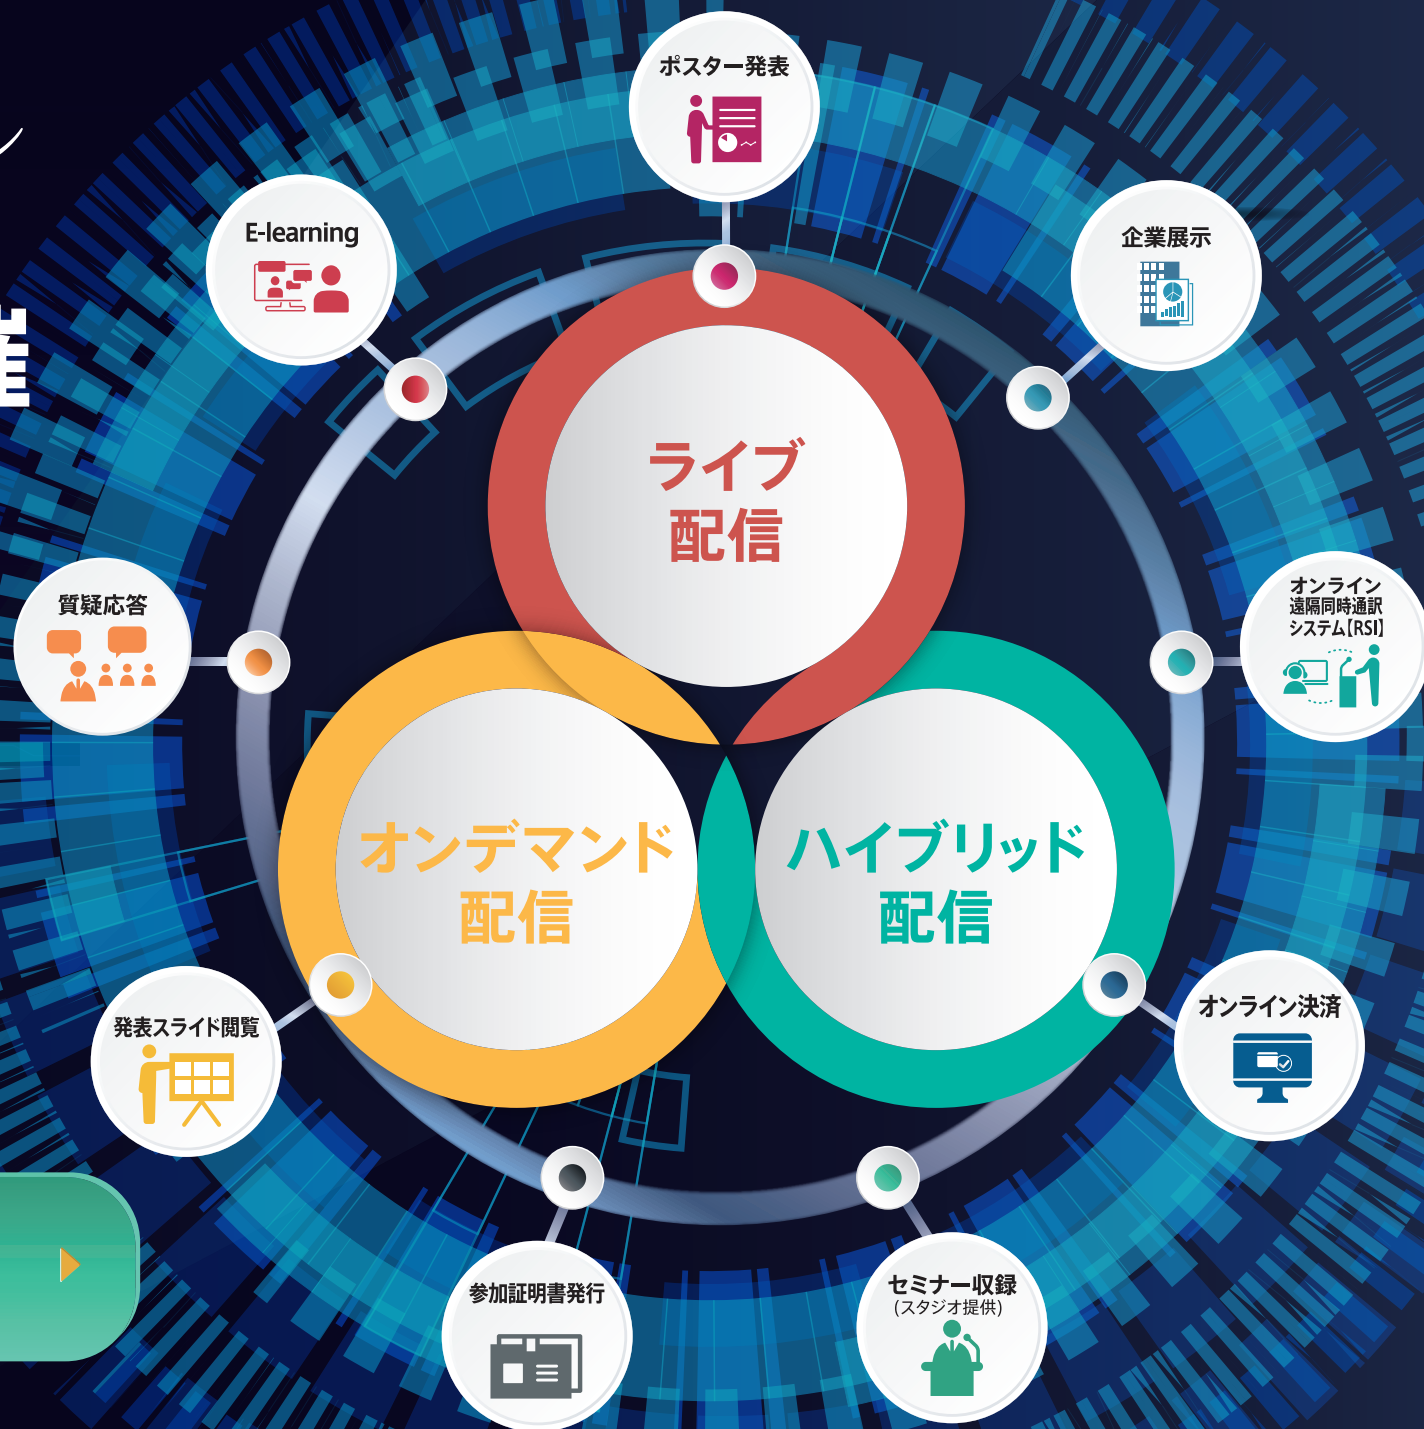 ポスター発表
E-learning
企業展示
ライブ
配信
質疑応答
オンライン
遠隔同時通訳
システム【RSI】
オンデマンド
配信
ハイブリッド
配信
発表スライド閲覧
オンライン決済
参加証明書発行
セミナー収録
(スタジオ提供)